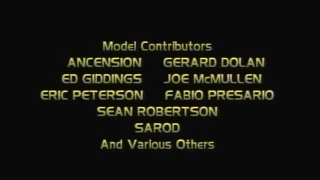 Model Contributors
ANCENSION GERARD DOLAN
ED GIDDINGS JOE McMULLEN
ERIC PETERSON FABIO PRESARIO
SEAN ROBERTSON
SAROD
And Various Others